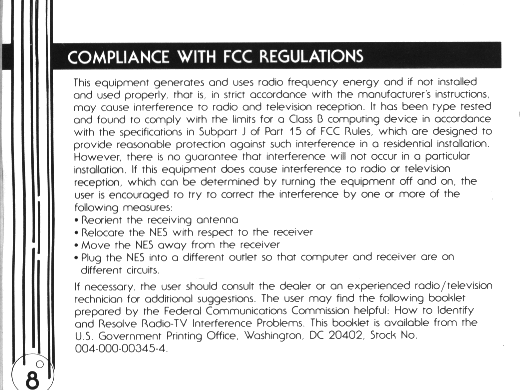 COMPLIANCE WITH FCC REGULATIONS
This equipment generates and uses radio frequency energy and if not installed
and used properly, that is, in strict accordance with the manufacturer's instructions,
may cause interference to radio and television reception. It has been type tested
and found to comply with the limits for a Class B computing device in accordance
with the specifications in Subpart J of Part 15 of FCC Rules, which are designed to
provide reasonable protection against such interference in a residential installation.
However, there is no guarantee that interference will not occur in a particular
installation. If this equipment does cause interference to radio or television
reception, which can be determined by turning the equipment off and on, the
user is encouraged to try to correct the interference by one or more of the
following measures:
• Reorient the receiving antenna
• Relocate the NES with respect to the receiver
• Move the NES away from the receiver
• Plug the NES into a different outlet so that computer and receiver are on
different circuits.
If necessary, the user should consult the dealer or an experienced radio/television
technician for additional suggestions. The user may find the following booklet
prepared by the Federal Communications Commission helpful: How to Identify
and Resolve Radio-TV Interference Problems. This booklet is available from the
U.S. Government Printing Office, Washington, DC 20402, Stock No.
004-000-00345-4.
8